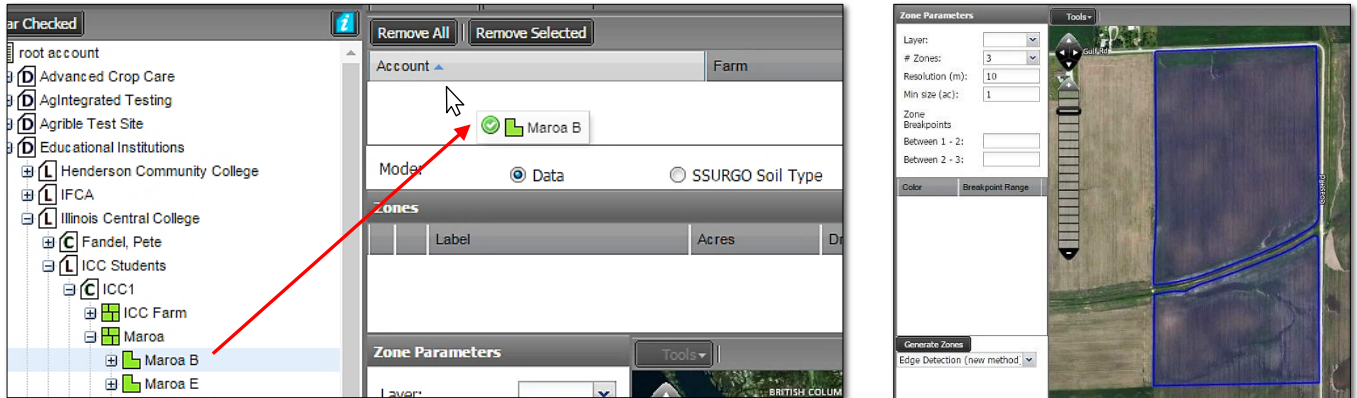 ar Checked
root account
Advanced Crop Care
AgIntegrated Testing
Agrible Test Site
Educational Institutions
Henderson Community College
IFCA
Illinois Central College
Fandel, Pete
ICC Students
ICC1
ICC Farm
Maroa
Maroa B
Maroa E
Remove All Remove Selected
Account Farm
Maroa B
Mode: Data SSURGO Soil Type
Zones
Label Acres Dr
Zone Parameters Tools
Layer: BRITISH COLUM
Zone Parameters Tools
Layer:
# Zones: 3
Resolution (m): 10
Min size (ac): 1
Zone
Breakpoints
Between 1 - 2:
Between 2 - 3:
Color Breakpoint Range
Generate Zones
Edge Detection (new method)
Gulf Rd